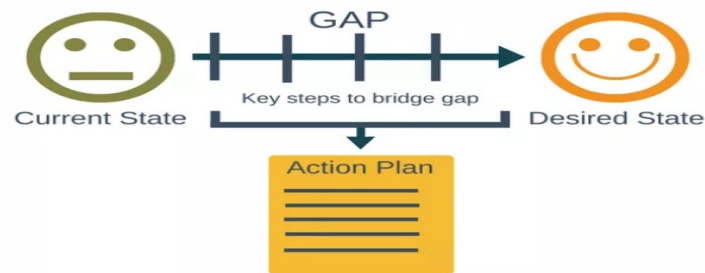 GAP
Key steps to bridge gap
Current State
Desired State
Action Plan